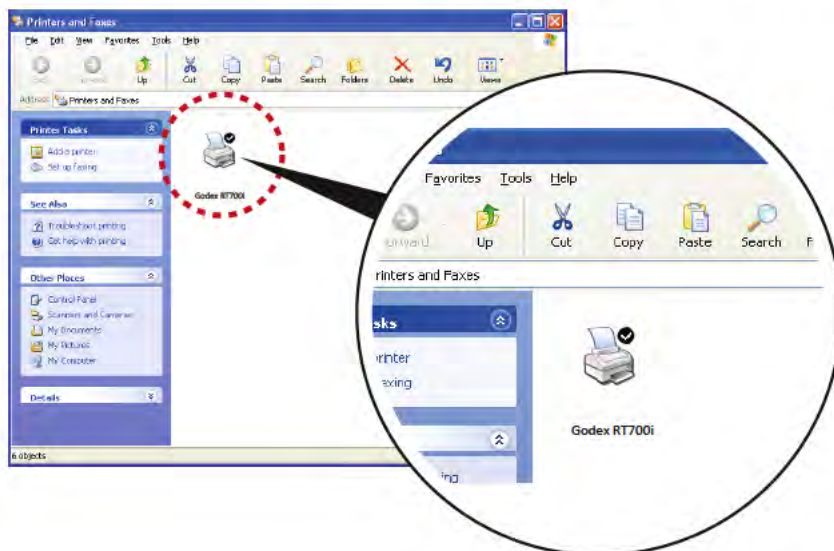 Printers and Faxes
File Edit View Favorites Tools Help
Up Cut Copy Paste Search Folders Delete Undo Views
Address Printers and Faxes
Printer Tasks
Add a printer
Set up faxing
See Also
Troubleshoot printing
Get help with printing
Other Places
Control Panel
Scanners and Cameras
My Documents
My Pictures
My Computer
Details
6 objects
Godex RT700i
Favorites Tools Help
orward Up Cut Copy Paste Search F
rinters and Faxes
sks
rinter
axing
ing
Godex RT700i